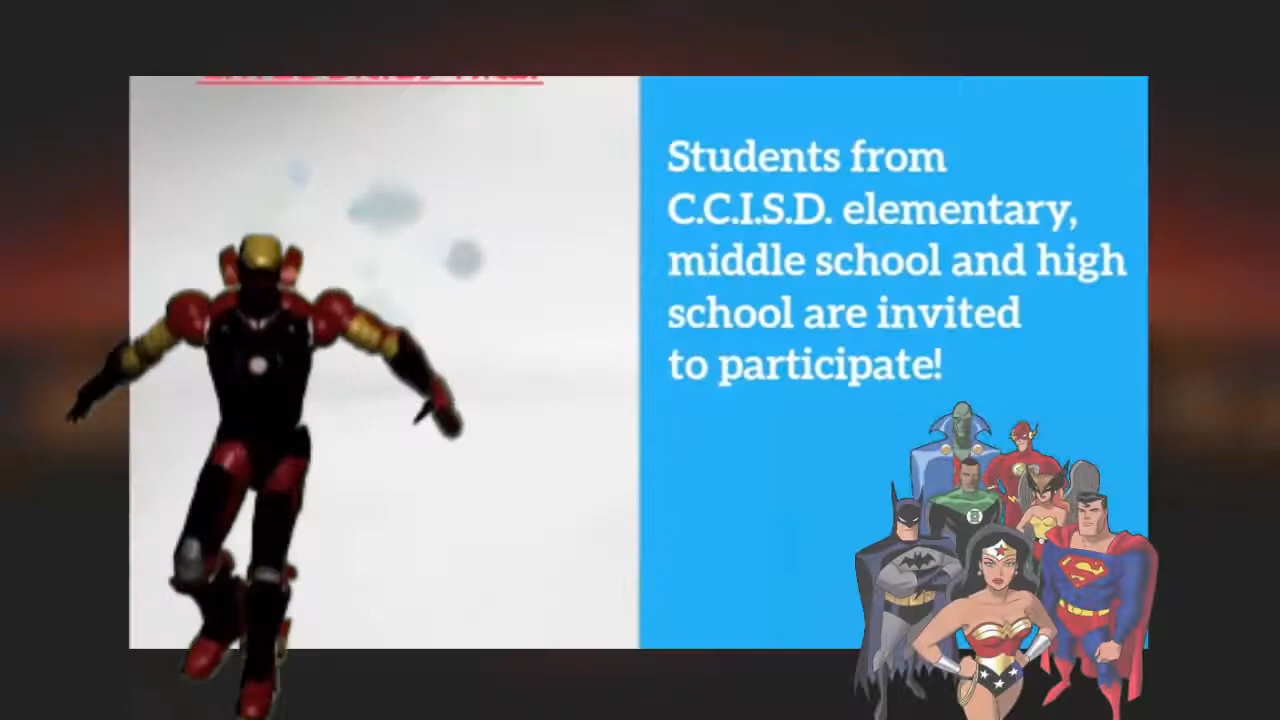 Students from
C.C.I.S.D. elementary,
middle school and high
school are invited
to participate!